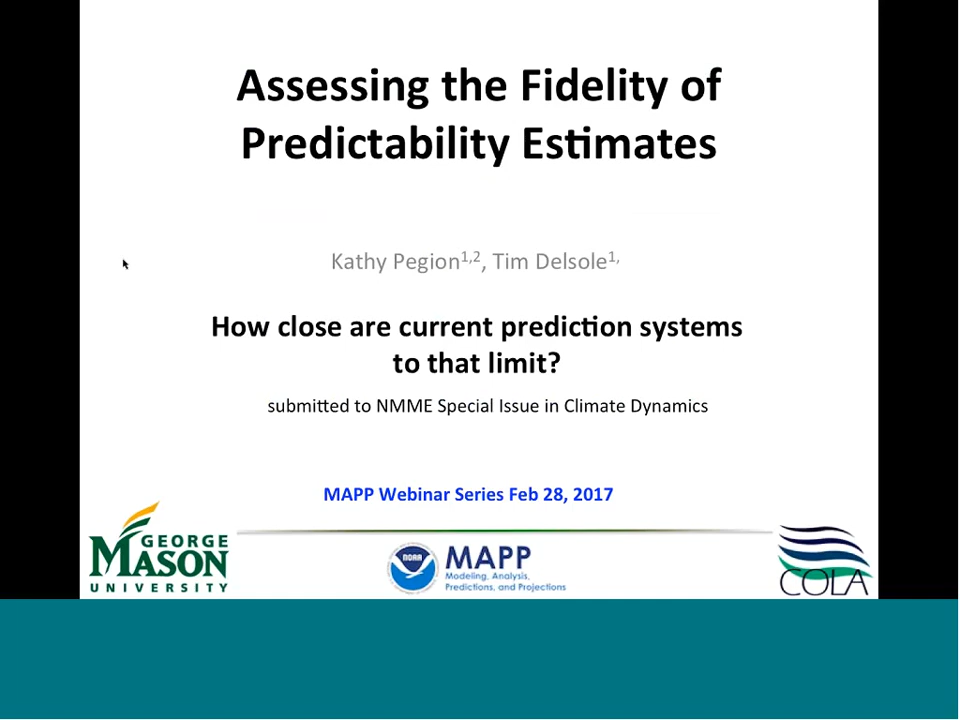 Assessing the Fidelity of
Predictability Estimates
Kathy Pegion1,2, Tim Delsole1,
How close are current prediction systems
to that limit?
submitted to NMME Special Issue in Climate Dynamics
MAPP Webinar Series Feb 28, 2017
GEORGE
MASON
UNIVERSITY
NOAA
MAPP
Modeling, Analysis,
Predictions, and Projections
COLA